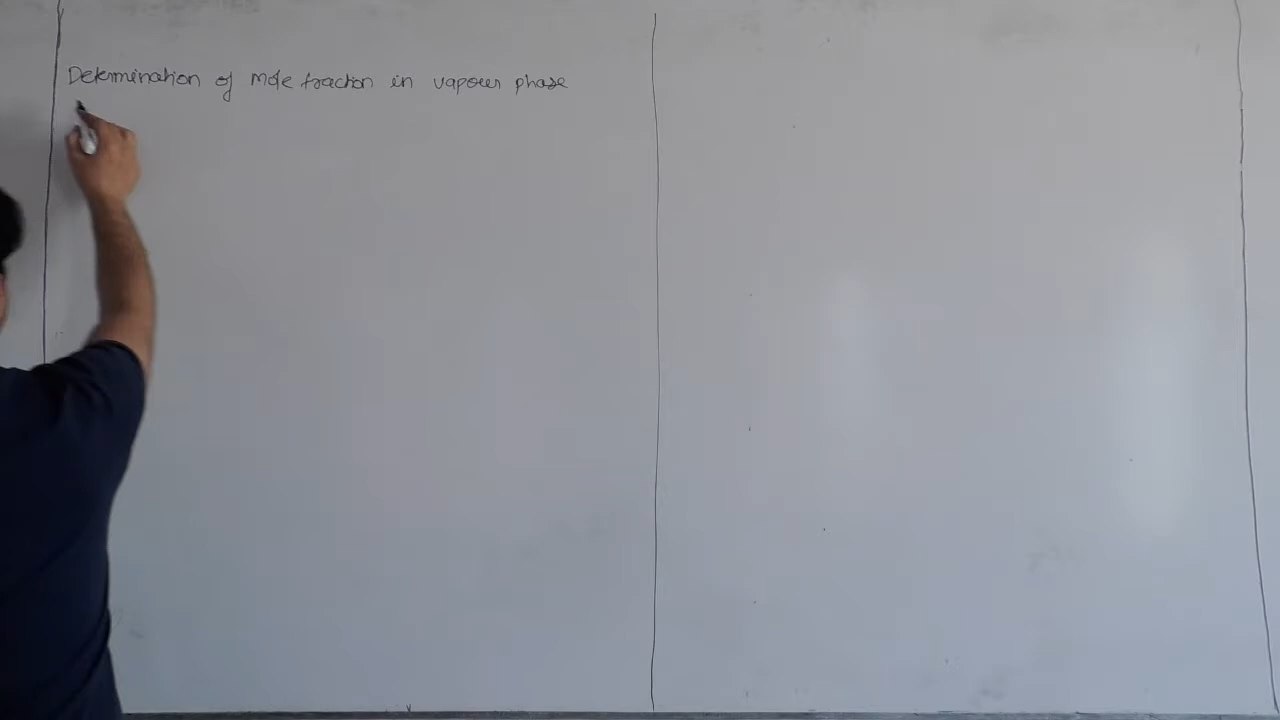 Determination of mole fraction in vapour phase